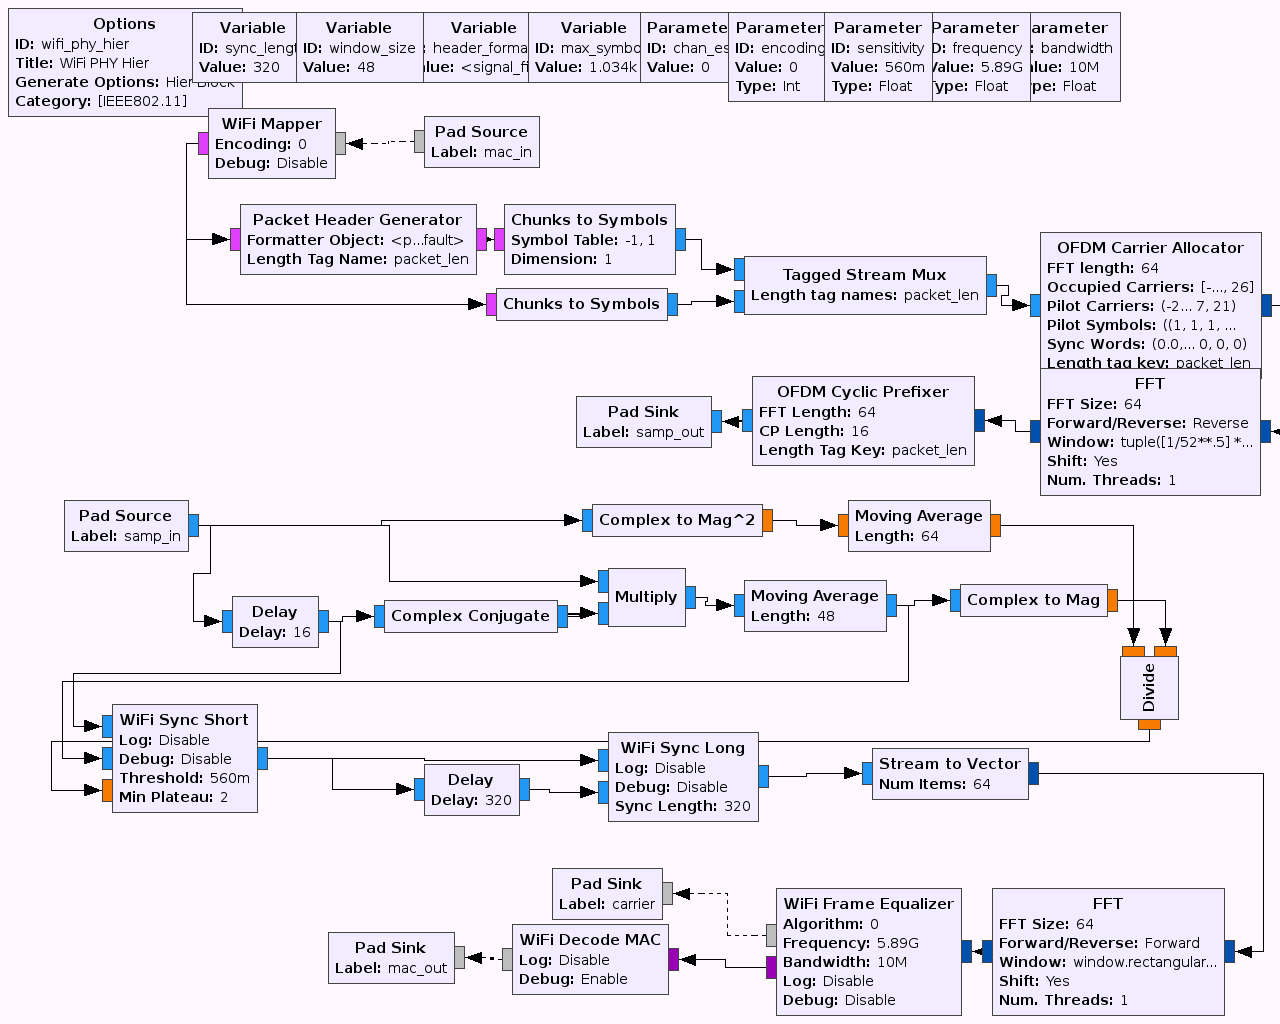 Options
ID: wifi_phy_hier
Title: WiFi PHY Hier
Generate Options: Hier Block
Category: [IEEE802.11]
Variable
ID: sync_lengt
Value: 320
Variable
ID: window_size
Value: 48
Variable
header_forma
<signal_fi
Variable
ID: max_symbo
Value: 1.034k
Paramete
ID: chan_es
Value: 0
Parameter
ID: encoding
Value: 0
Type: Int
Parameter
ID: sensitivity
Value: 560m
Type: Float
Parameter
ID: frequency
Value: 5.89G
Type: Float
Parameter
bandwidth
10M
Float
WiFi Mapper
Encoding: 0
Debug: Disable
Pad Source
Label: mac_in
Packet Header Generator
Formatter Object: <p...fault>
Length Tag Name: packet_len
Chunks to Symbols
Symbol Table: -1, 1
Dimension: 1
Chunks to Symbols
Tagged Stream Mux
Length tag names: packet_len
OFDM Carrier Allocator
FFT length: 64
Occupied Carriers: [-..., 26]
Pilot Carriers: (-2... 7, 21)
Pilot Symbols: ((1, 1, 1, ...
Sync Words: (0.0,... 0, 0, 0)
Length tag key: packet_len
Pad Sink
Label: samp_out
OFDM Cyclic Prefixer
FFT Length: 64
CP Length: 16
Length Tag Key: packet_len
FFT
FFT Size: 64
Forward/Reverse: Reverse
Window: tuple([1/52**.5] *...
Shift: Yes
Num. Threads: 1
Pad Source
Label: samp_in
Complex to Mag^2
Moving Average
Length: 64
Delay
Delay: 16
Complex Conjugate
Multiply
Moving Average
Length: 48
Complex to Mag
Divide
WiFi Sync Short
Log: Disable
Debug: Disable
Threshold: 560m
Min Plateau: 2
Delay
Delay: 320
WiFi Sync Long
Log: Disable
Debug: Disable
Sync Length: 320
Stream to Vector
Num Items: 64
Pad Sink
Label: carrier
Pad Sink
Label: mac_out
WiFi Decode MAC
Log: Disable
Debug: Enable
WiFi Frame Equalizer
Algorithm: 0
Frequency: 5.89G
Bandwidth: 10M
Log: Disable
Debug: Disable
FFT
FFT Size: 64
Forward/Reverse: Forward
Window: window.rectangular...
Shift: Yes
Num. Threads: 1